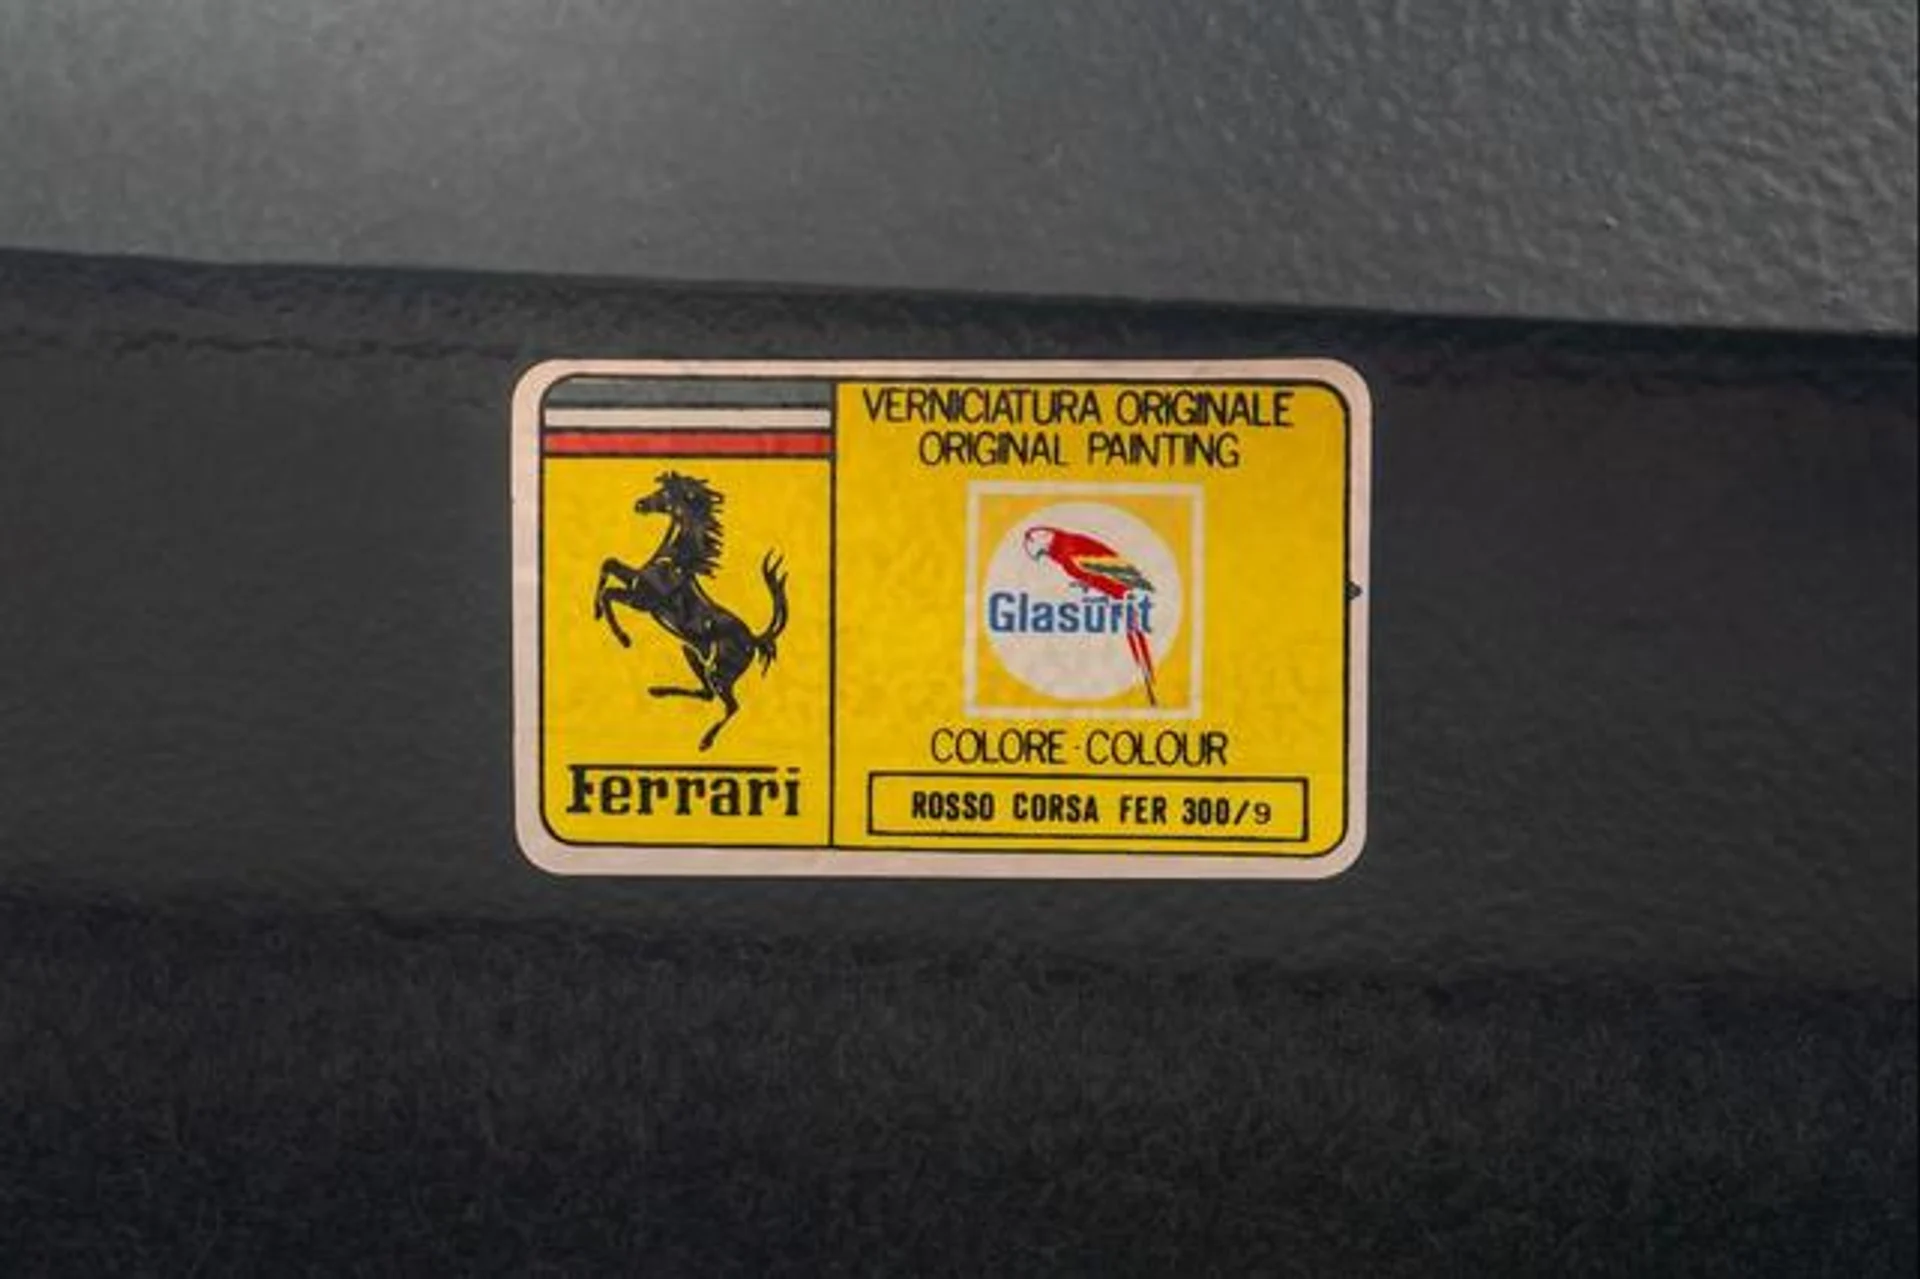 VERNICIATURA ORIGINALE
ORIGINAL PAINTING
Glasurit
COLORE - COLOUR
ROSSO CORSA FER 300/9
Ferrari